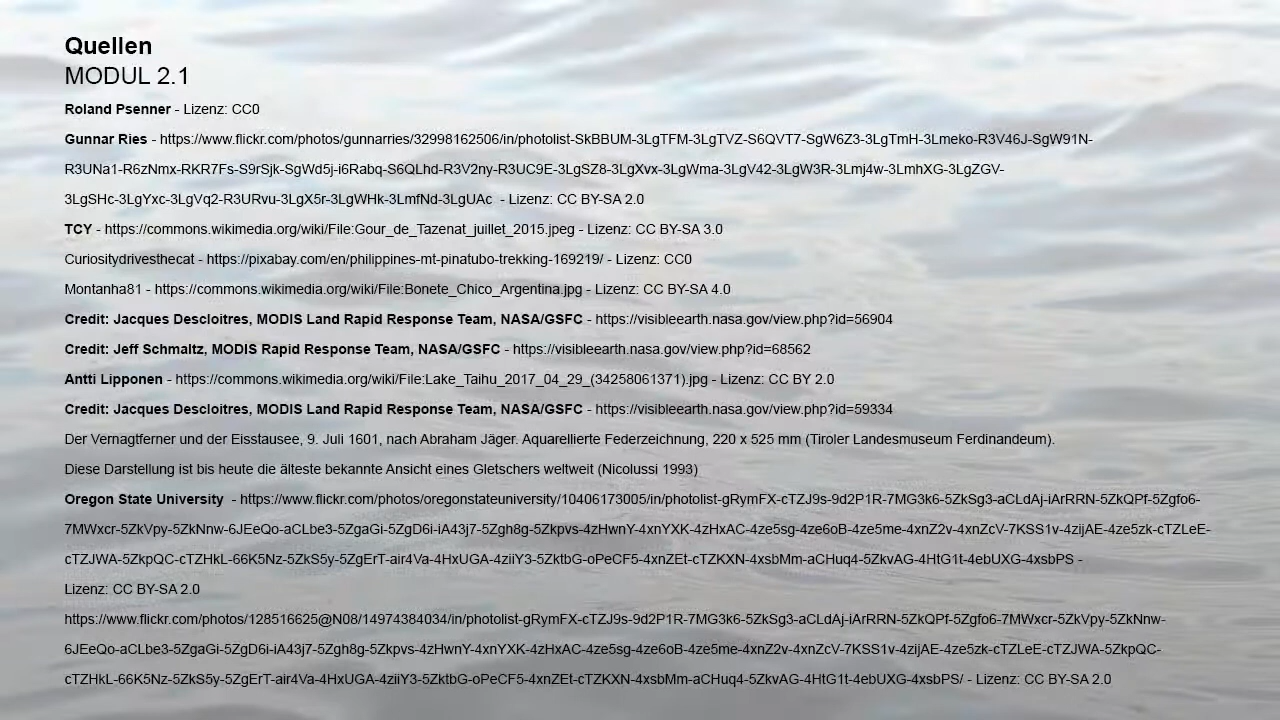 Quellen
MODUL 2.1
Roland Psenner - Lizenz: CC0
Gunnar Ries - https://www.flickr.com/photos/gunnarries/32998162506/in/photolist-SkBBUM-3LgTFM-3LgTVZ-S6QVT7-SgW6Z3-3LgTmH-3Lmeko-R3V46J-SgW91N-
R3UNa1-R6zNmx-RKR7Fs-S9rSjk-SgWd5j-i6Rabq-S6QLhd-R3V2ny-R3UC9E-3LgSZ8-3LgXvx-3LgWma-3LgV42-3LgW3R-3Lmj4w-3LmhXG-3LgZGV-
3LgSHc-3LgYxc-3LgVq2-R3URvu-3LgX5r-3LgWHk-3LmfNd-3LgUAc - Lizenz: CC BY-SA 2.0
TCY - https://commons.wikimedia.org/wiki/File:Gour_de_Tazenat_juillet_2015.jpeg - Lizenz: CC BY-SA 3.0
Curiositydrivesthecat - https://pixabay.com/en/philippines-mt-pinatubo-trekking-169219/ - Lizenz: CC0
Montanha81 - https://commons.wikimedia.org/wiki/File:Bonete_Chico_Argentina.jpg - Lizenz: CC BY-SA 4.0
Credit: Jacques Descloitres, MODIS Land Rapid Response Team, NASA/GSFC - https://visibleearth.nasa.gov/view.php?id=56904
Credit: Jeff Schmaltz, MODIS Rapid Response Team, NASA/GSFC - https://visibleearth.nasa.gov/view.php?id=68562
Antti Lipponen - https://commons.wikimedia.org/wiki/File:Lake_Taihu_2017_04_29_(34258061371).jpg - Lizenz: CC BY 2.0
Credit: Jacques Descloitres, MODIS Land Rapid Response Team, NASA/GSFC - https://visibleearth.nasa.gov/view.php?id=59334
Der Vernagtferner und der Eisstausee, 9. Juli 1601, nach Abraham Jäger. Aquarellierte Federzeichnung, 220 x 525 mm (Tiroler Landesmuseum Ferdinandeum).
Diese Darstellung ist bis heute die älteste bekannte Ansicht eines Gletschers weltweit (Nicolussi 1993)
Oregon State University - https://www.flickr.com/photos/oregonstateuniversity/10406173005/in/photolist-gRymFX-cTZJ9s-9d2P1R-7MG3k6-5ZkSg3-aCLdAj-iArRRN-5ZkQPf-5Zgfo6-
7MWxcr-5ZkVpy-5ZkNnw-6JEeQo-aCLbe3-5ZgaGi-5ZgD6i-iA43j7-5Zgh8g-5Zkpvs-4zHwnY-4xnYXK-4zHxAC-4ze5sg-4ze6oB-4ze5me-4xnZ2v-4xnZcV-7KSS1v-4zijAE-4ze5zk-cTZLeE-
cTZJWA-5ZkpQC-cTZHkL-66K5Nz-5ZkS5y-5ZgErT-air4Va-4HxUGA-4ziiY3-5ZktbG-oPeCF5-4xnZEt-cTZKXN-4xsbMm-aCHuq4-5ZkvAG-4HtG1t-4ebUXG-4xsbPS -
Lizenz: CC BY-SA 2.0
https://www.flickr.com/photos/128516625@N08/14974384034/in/photolist-gRymFX-cTZJ9s-9d2P1R-7MG3k6-5ZkSg3-aCLdAj-iArRRN-5ZkQPf-5Zgfo6-7MWxcr-5ZkVpy-5ZkNnw-
6JEeQo-aCLbe3-5ZgaGi-5ZgD6i-iA43j7-5Zgh8g-5Zkpvs-4zHwnY-4xnYXK-4zHxAC-4ze5sg-4ze6oB-4ze5me-4xnZ2v-4xnZcV-7KSS1v-4zijAE-4ze5zk-cTZLeE-cTZJWA-5ZkpQC-
cTZHkL-66K5Nz-5ZkS5y-5ZgErT-air4Va-4HxUGA-4ziiY3-5ZktbG-oPeCF5-4xnZEt-cTZKXN-4xsbMm-aCHuq4-5ZkvAG-4HtG1t-4ebUXG-4xsbPS/ - Lizenz: CC BY-SA 2.0